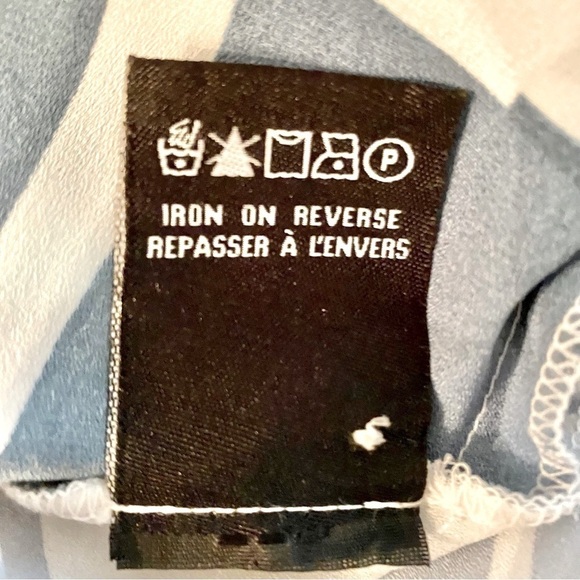 P
IRON ON REVERSE
REPASSER À L'ENVERS